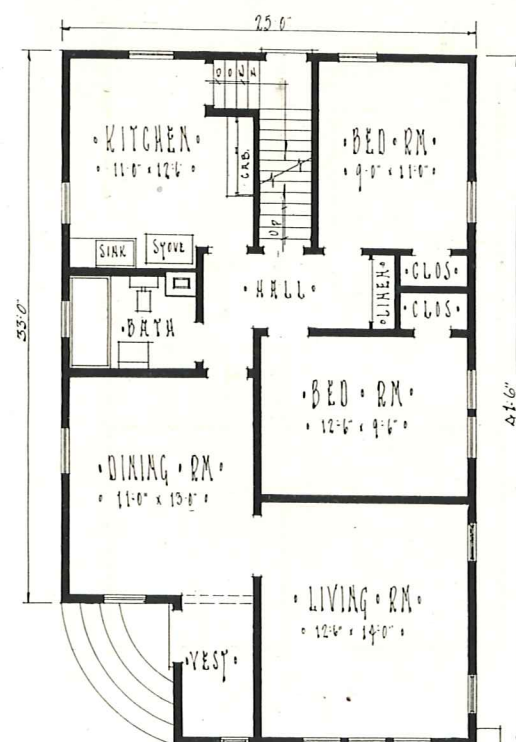 25'-0"
DOWN
• KITCHEN •
• 11'-0" x 12'-6" •
CAB.
• BED • RM •
• 9'-0" x 11'-0" •
UP
SINK
STOVE
• HALL •
LINEN
• CLOS •
• CLOS •
• BATH
33'-0"
• BED • RM •
• 12'-6" x 9'-6" •
41'-6"
• DINING • RM •
• 11'-0" x 13'-0" •
• LIVING • RM •
• 12'-6" x 14'-0" •
• VEST •